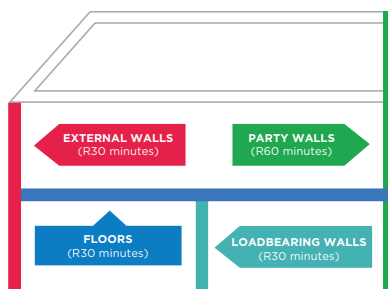 EXTERNAL WALLS
(R30 minutes)
PARTY WALLS
(R60 minutes)
FLOORS
(R30 minutes)
LOADBEARING WALLS
(R30 minutes)